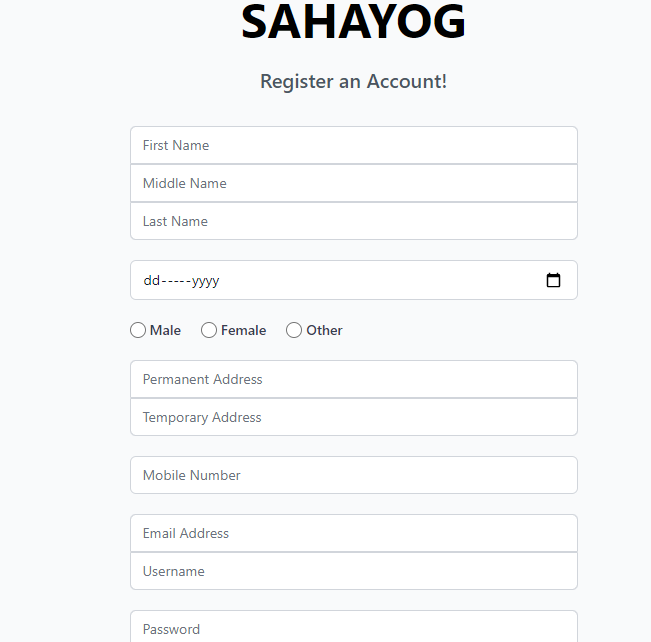 SAHAYOG
Register an Account!
First Name
Middle Name
Last Name
dd-----yyyy
Male Female Other
Permanent Address
Temporary Address
Mobile Number
Email Address
Username
Password